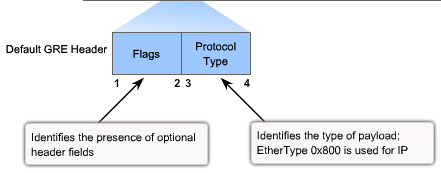 Default GRE Header
Flags
Protocol
Type
1 2 3 4
Identifies the presence of optional
header fields
Identifies the type of payload;
EtherType 0x800 is used for IP